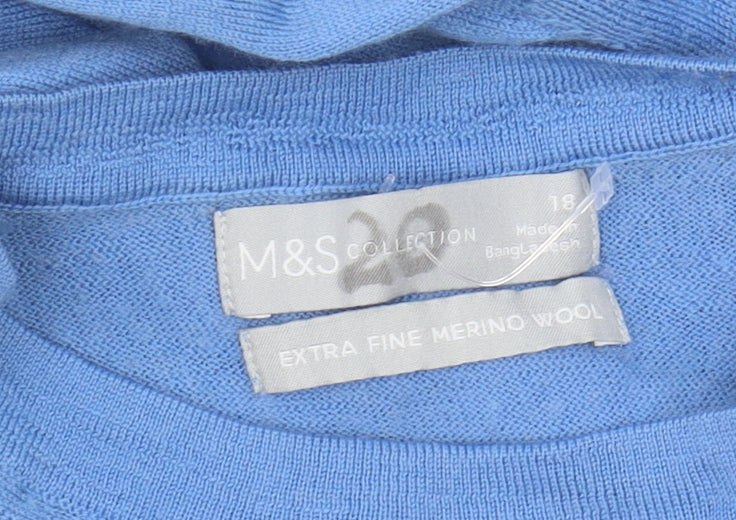 M&S COLLECTION
20
18
Made in
Bangladesh
EXTRA FINE MERINO WOOL